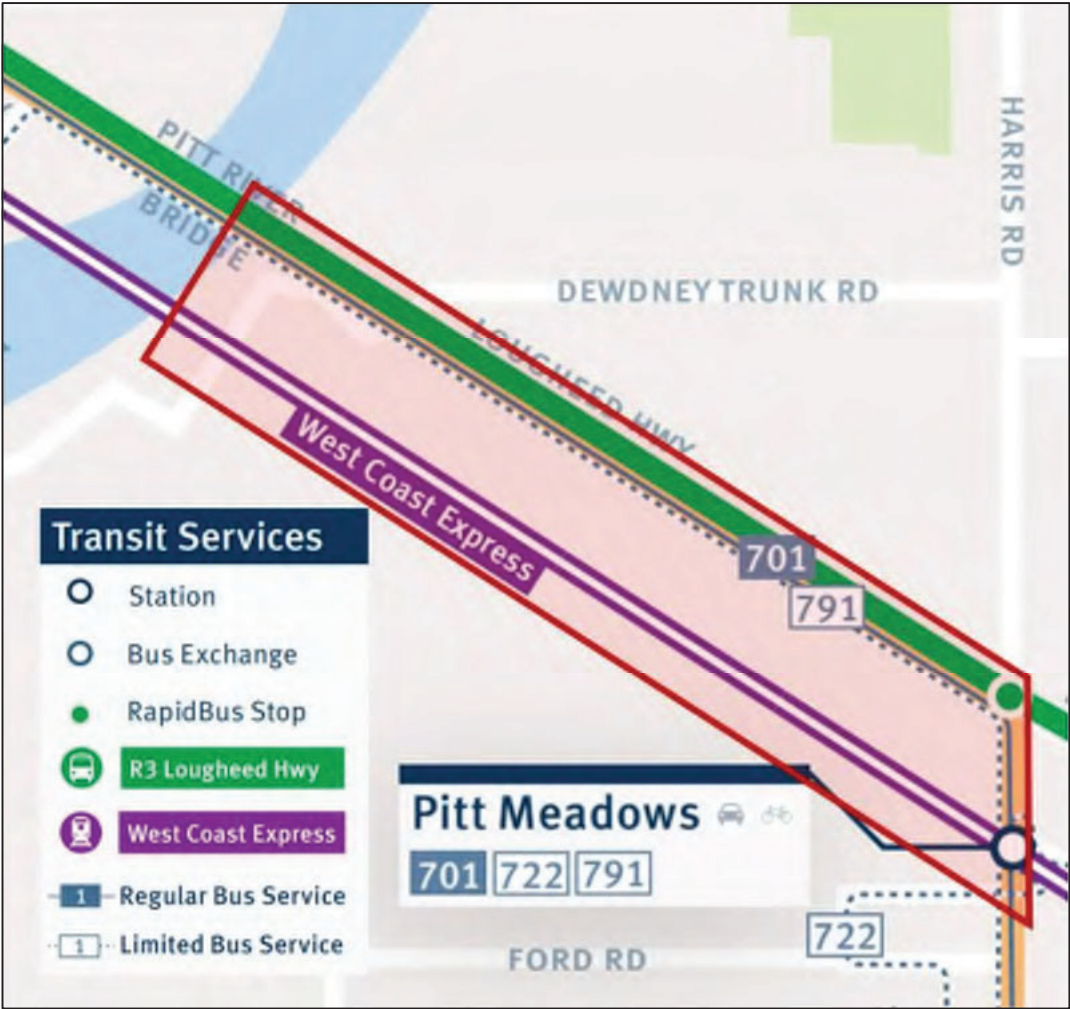 PITT RIVER
BRIDGE
HARRIS RD
DEWDNEY TRUNK RD
LOUGHEED HWY
West Coast Express
701
791
Transit Services
Station
Bus Exchange
RapidBus Stop
R3 Lougheed Hwy
West Coast Express
1 Regular Bus Service
1 Limited Bus Service
Pitt Meadows
701 722 791
722
FORD RD